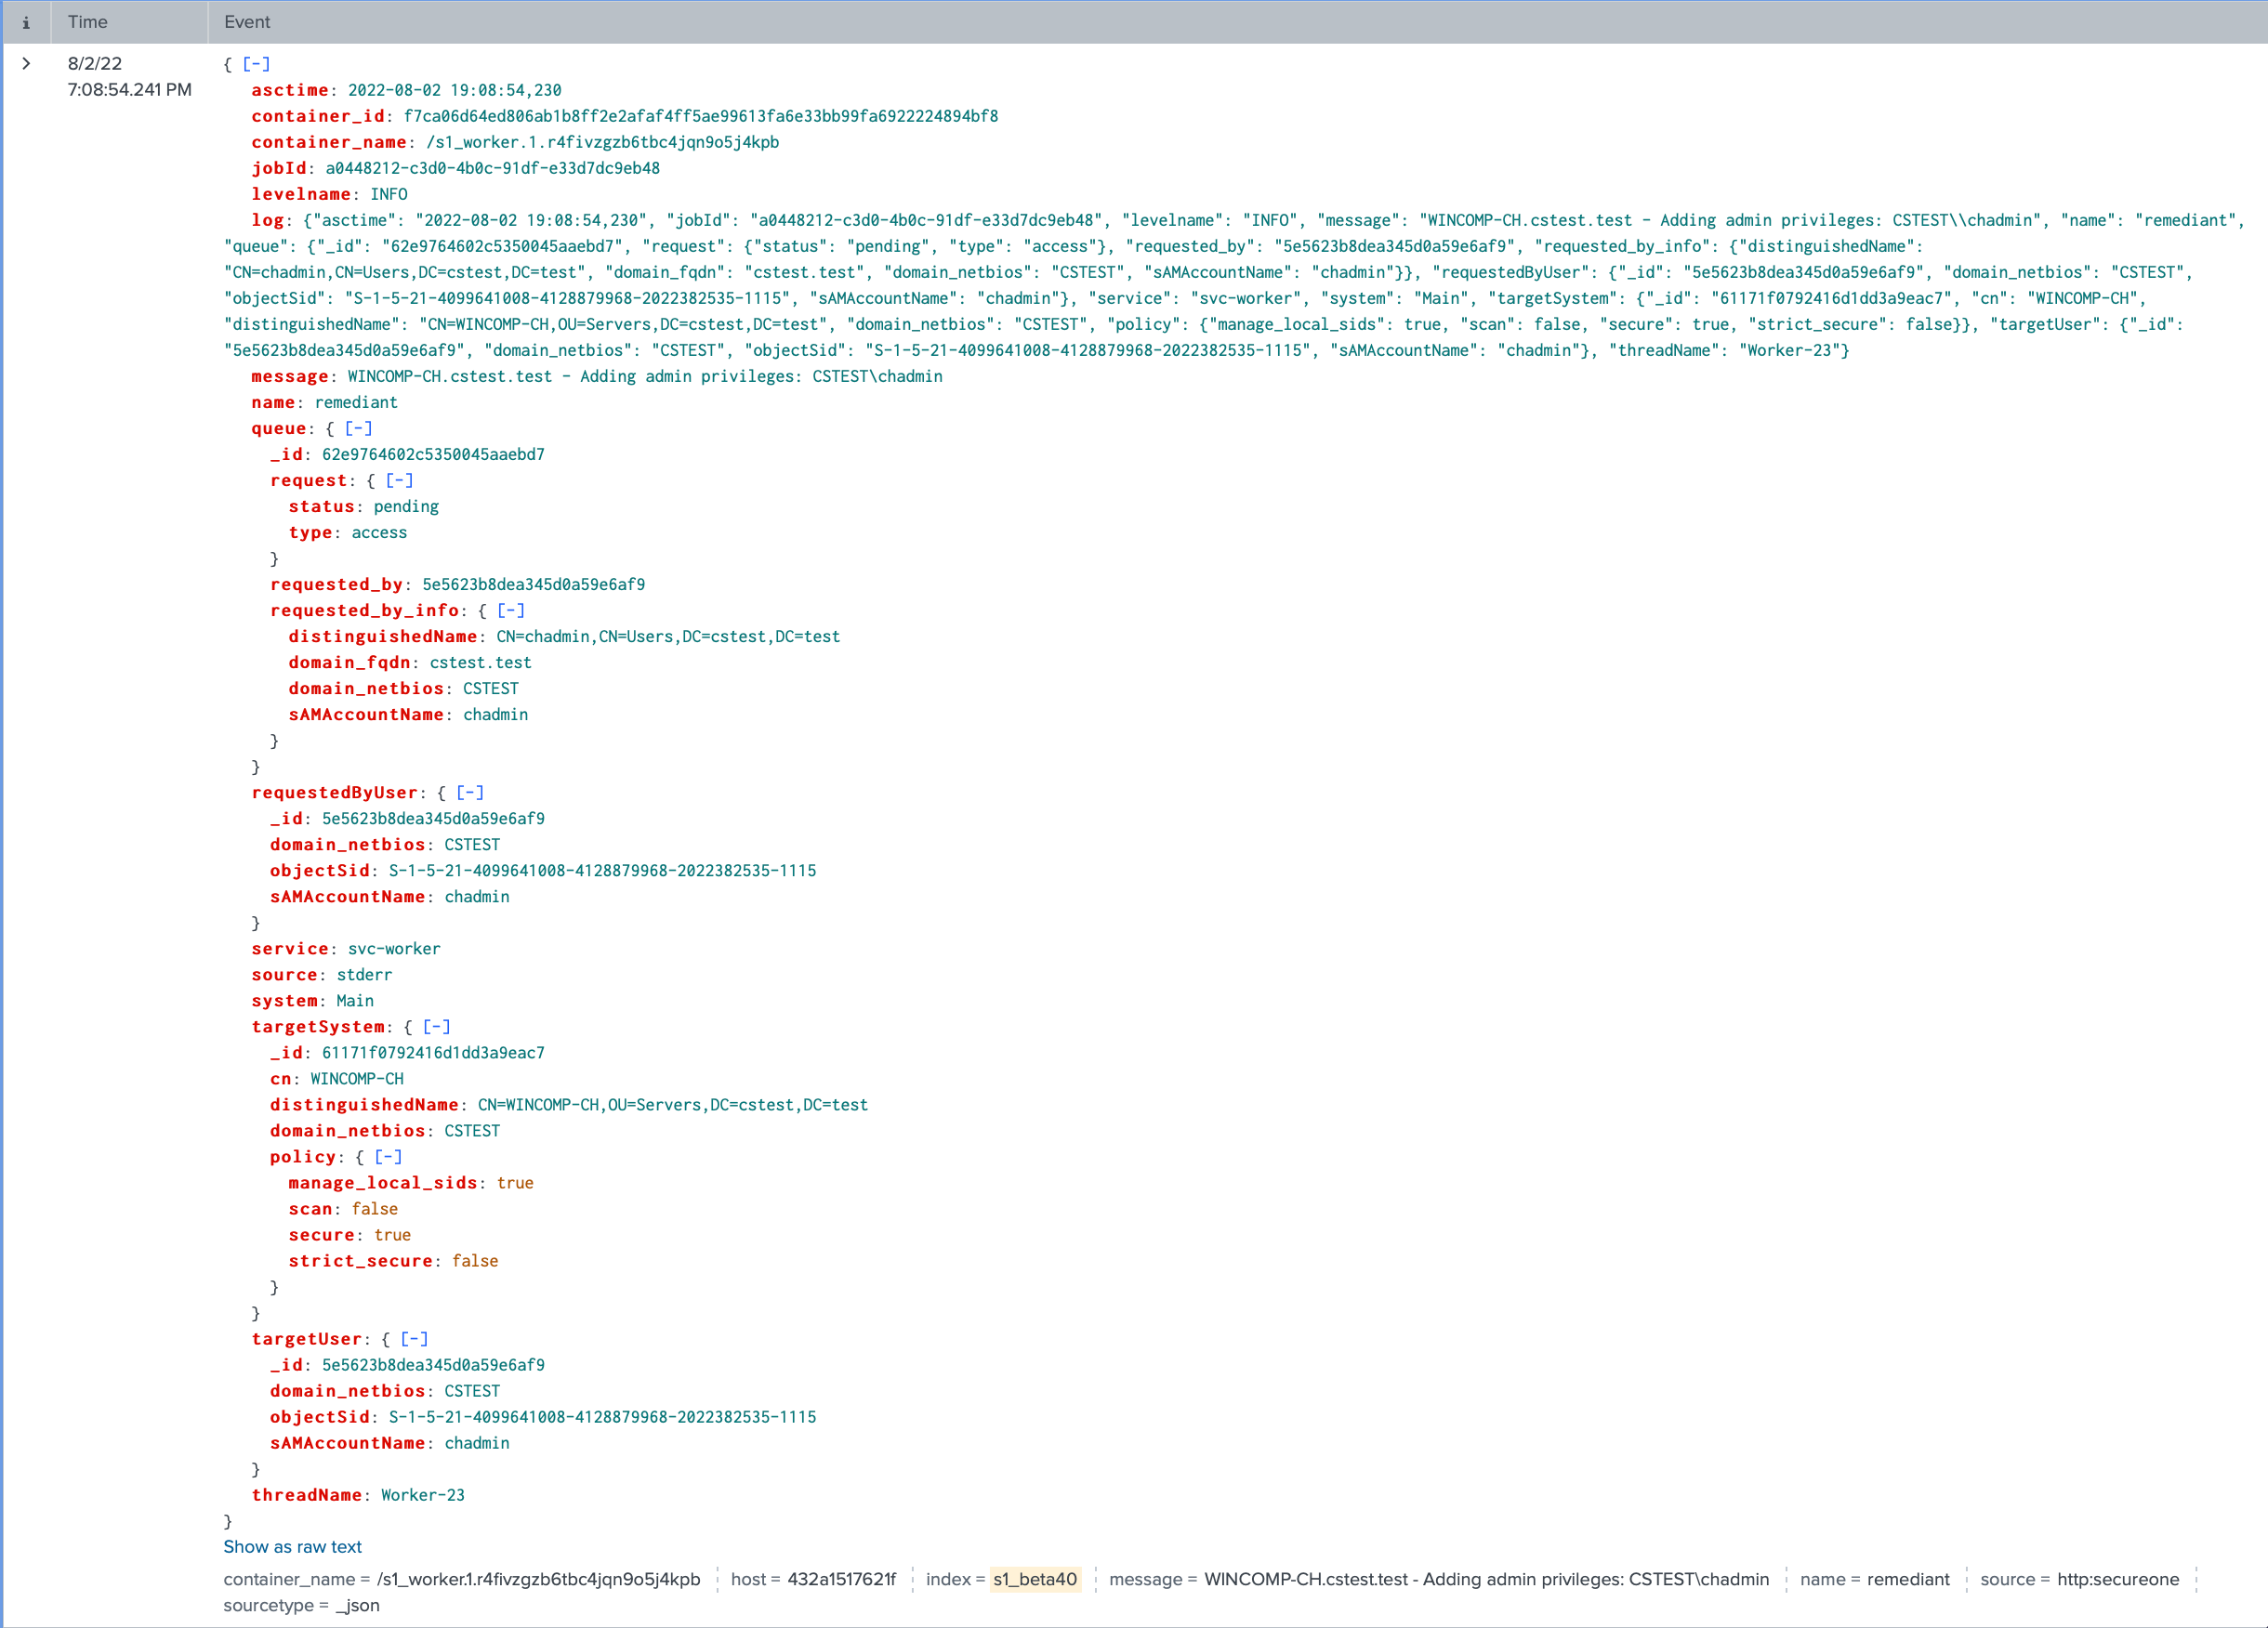 i Time Event
8/2/22 { [-]
7:08:54.241 PM asctime: 2022-08-02 19:08:54,230
container_id: f7ca06d64ed806ab1b8ff2e2afaf4ff5ae99613fa6e33bb99fa6922224894bf8
container_name: /s1_worker.1.r4fivzgzb6tbc4jqn9o5j4kpb
jobId: a0448212-c3d0-4b0c-91df-e33d7dc9eb48
levelname: INFO
log: {"asctime": "2022-08-02 19:08:54,230", "jobId": "a0448212-c3d0-4b0c-91df-e33d7dc9eb48", "levelname": "INFO", "message": "WINCOMP-CH.cstest.test - Adding admin privileges: CSTEST\\chadmin", "name": "remediant",
"queue": {"_id": "62e9764602c5350045aaebd7", "request": {"status": "pending", "type": "access"}, "requested_by": "5e5623b8dea345d0a59e6af9", "requested_by_info": {"distinguishedName":
"CN=chadmin,CN=Users,DC=cstest,DC=test", "domain_fqdn": "cstest.test", "domain_netbios": "CSTEST", "sAMAccountName": "chadmin"}}, "requestedByUser": {"_id": "5e5623b8dea345d0a59e6af9", "domain_netbios": "CSTEST",
"objectSid": "S-1-5-21-4099641008-4128879968-2022382535-1115", "sAMAccountName": "chadmin"}, "service": "svc-worker", "system": "Main", "targetSystem": {"_id": "61171f0792416d1dd3a9eac7", "cn": "WINCOMP-CH",
"distinguishedName": "CN=WINCOMP-CH,OU=Servers,DC=cstest,DC=test", "domain_netbios": "CSTEST", "policy": {"manage_local_sids": true, "scan": false, "secure": true, "strict_secure": false}}, "targetUser": {"_id":
"5e5623b8dea345d0a59e6af9", "domain_netbios": "CSTEST", "objectSid": "S-1-5-21-4099641008-4128879968-2022382535-1115", "sAMAccountName": "chadmin"}, "threadName": "Worker-23"}
message: WINCOMP-CH.cstest.test - Adding admin privileges: CSTEST\chadmin
name: remediant
queue: { [-]
_id: 62e9764602c5350045aaebd7
request: { [-]
status: pending
type: access
}
requested_by: 5e5623b8dea345d0a59e6af9
requested_by_info: { [-]
distinguishedName: CN=chadmin,CN=Users,DC=cstest,DC=test
domain_fqdn: cstest.test
domain_netbios: CSTEST
sAMAccountName: chadmin
}
}
requestedByUser: { [-]
_id: 5e5623b8dea345d0a59e6af9
domain_netbios: CSTEST
objectSid: S-1-5-21-4099641008-4128879968-2022382535-1115
sAMAccountName: chadmin
}
service: svc-worker
source: stderr
system: Main
targetSystem: { [-]
_id: 61171f0792416d1dd3a9eac7
cn: WINCOMP-CH
distinguishedName: CN=WINCOMP-CH,OU=Servers,DC=cstest,DC=test
domain_netbios: CSTEST
policy: { [-]
manage_local_sids: true
scan: false
secure: true
strict_secure: false
}
}
targetUser: { [-]
_id: 5e5623b8dea345d0a59e6af9
domain_netbios: CSTEST
objectSid: S-1-5-21-4099641008-4128879968-2022382535-1115
sAMAccountName: chadmin
}
threadName: Worker-23
}
Show as raw text
container_name = /s1_worker.1.r4fivzgzb6tbc4jqn9o5j4kpb host = 432a1517621f index = s1_beta40 message = WINCOMP-CH.cstest.test - Adding admin privileges: CSTEST\chadmin name = remediant source = http:secureone
sourcetype = _json